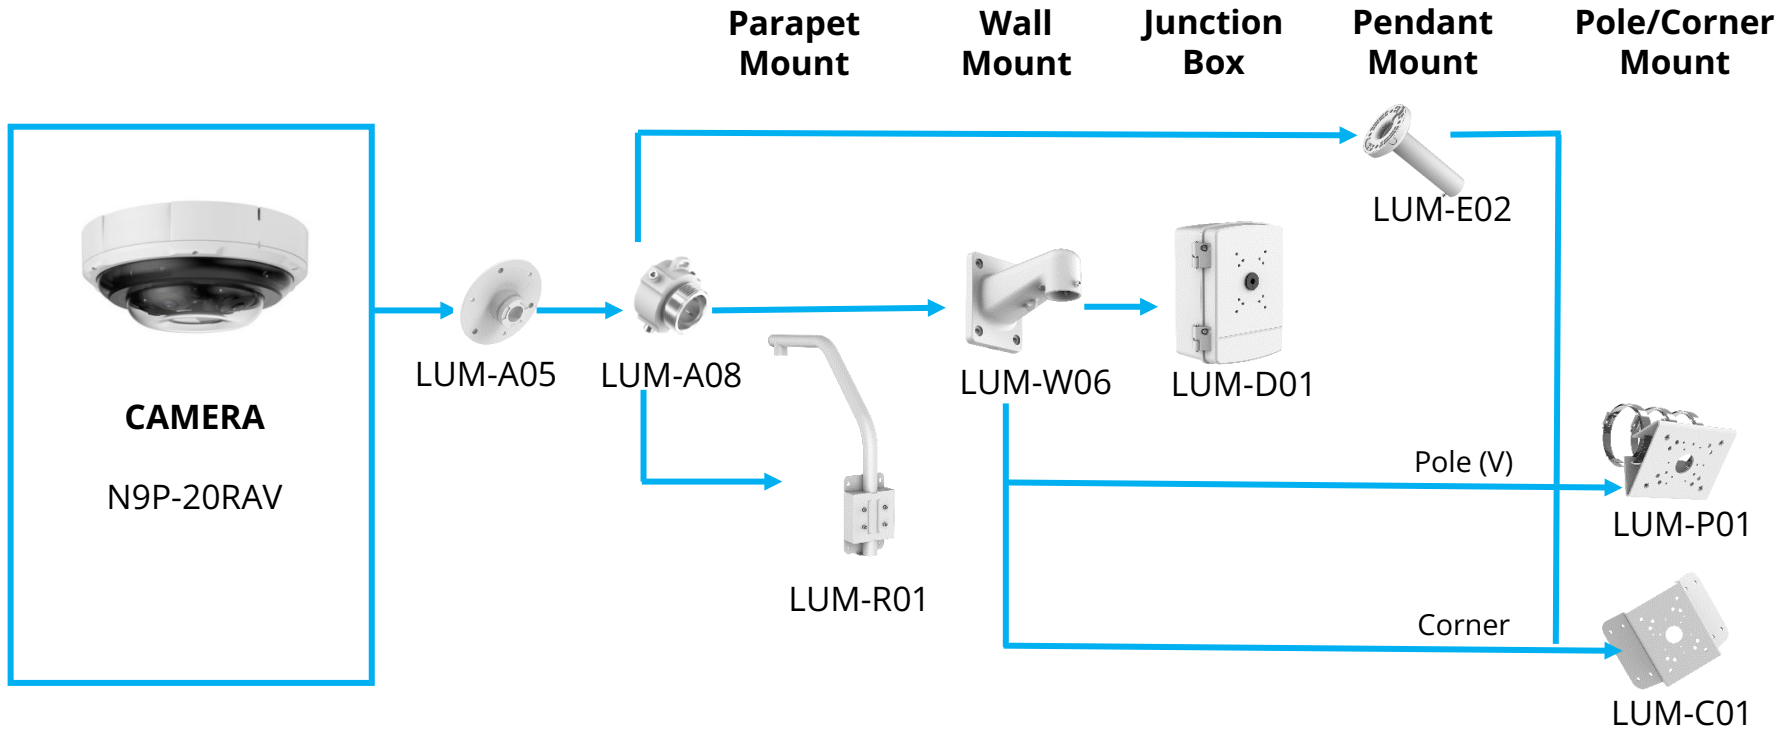 Parapet
Mount
Wall
Mount
Junction
Box
Pendant
Mount
Pole/Corner
Mount
LUM-E02
LUM-A05
LUM-A08
LUM-W06
LUM-D01
CAMERA
N9P-20RAV
Pole (V)
LUM-P01
LUM-R01
Corner
LUM-C01